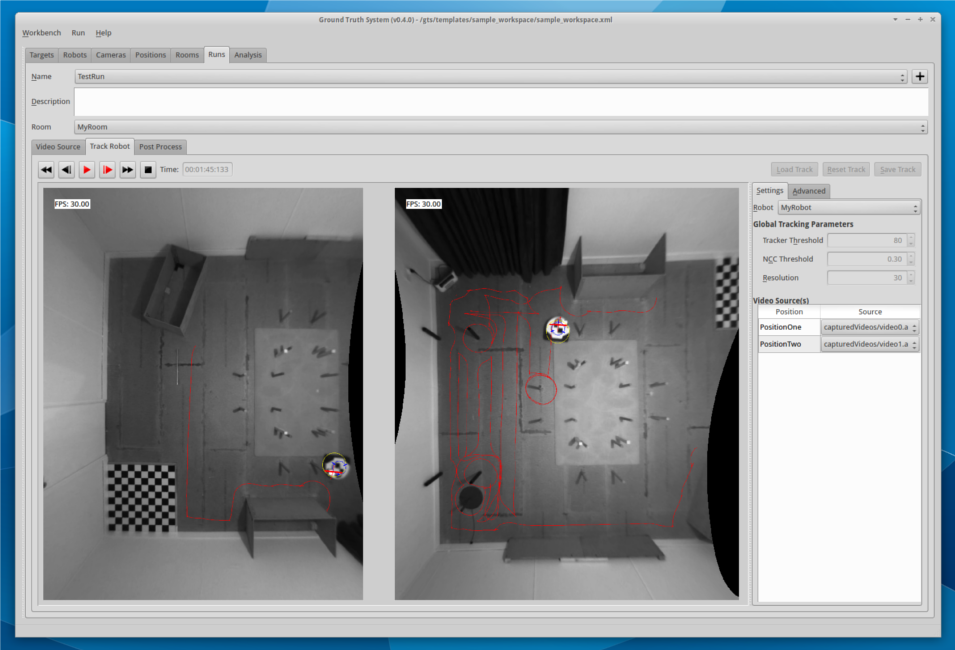 Ground Truth System (v0.4.0) - /gts/templates/sample_workspace/sample_workspace.xml
Workbench Run Help
Targets Robots Cameras Positions Rooms Runs Analysis
Name TestRun
Description
Room MyRoom
Video Source Track Robot Post Process
Time: 00:01:45:133 Load Track Reset Track Save Track
FPS: 30.00 FPS: 30.00
Settings Advanced
Robot MyRobot
Global Tracking Parameters
Tracker Threshold 80
NCC Threshold 0.30
Resolution 30
Video Source(s)
Position Source
PositionOne capturedVideos/video0.a
PositionTwo capturedVideos/video1.a